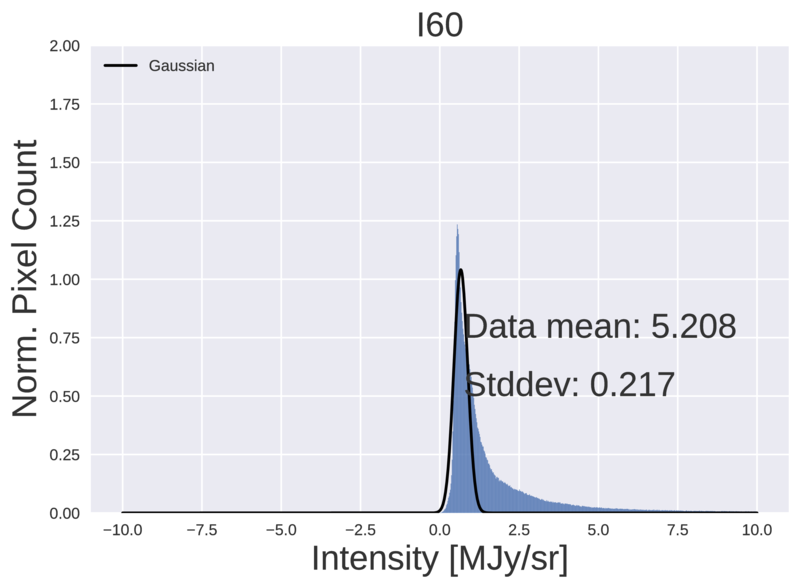 I60
2.00
Gaussian
1.75
1.50
1.25
1.00
0.75
0.50
0.25
0.00
Norm. Pixel Count
Data mean: 5.208
Stddev: 0.217
−10.0 −7.5 −5.0 −2.5 0.0 2.5 5.0 7.5 10.0
Intensity [MJy/sr]